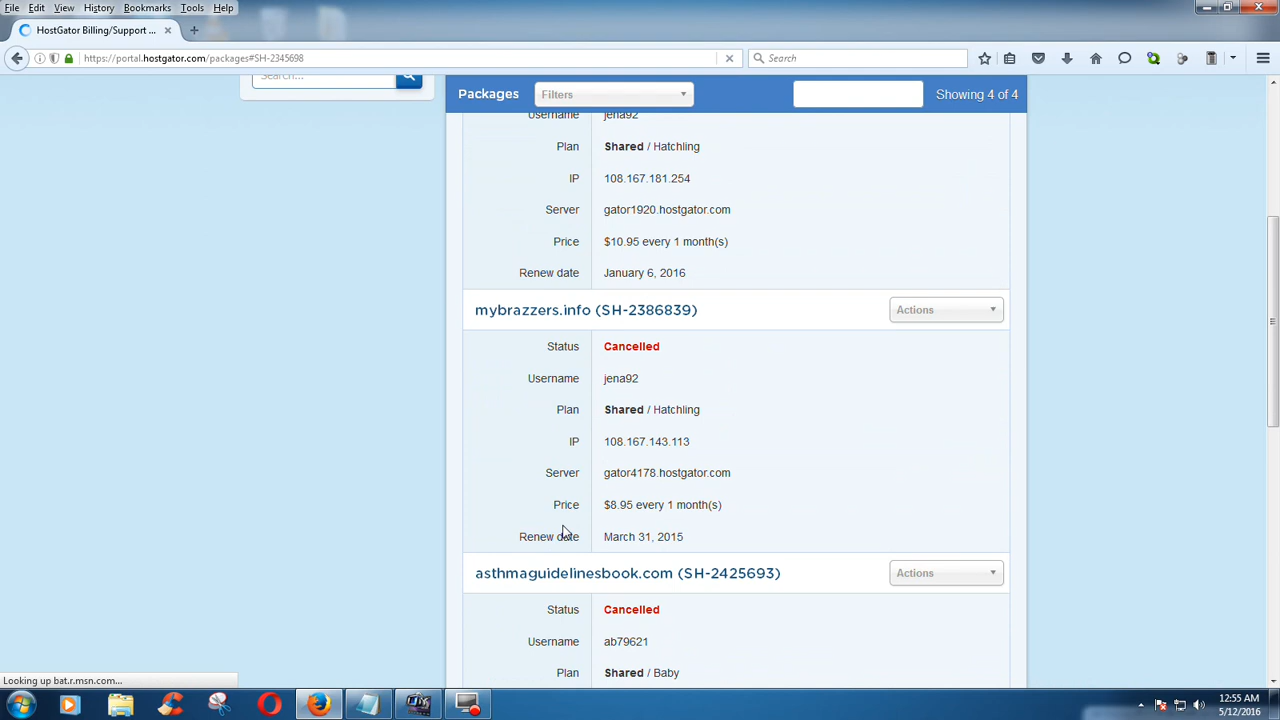 File Edit View History Bookmarks Tools Help
HostGator Billing/Support ...
https://portal.hostgator.com/packages#SH-2345698
Search
Search...
Packages Filters Showing 4 of 4
Username jena92
Plan Shared / Hatchling
IP 108.167.181.254
Server gator1920.hostgator.com
Price $10.95 every 1 month(s)
Renew date January 6, 2016
mybrazzers.info (SH-2386839) Actions
Status Cancelled
Username jena92
Plan Shared / Hatchling
IP 108.167.143.113
Server gator4178.hostgator.com
Price $8.95 every 1 month(s)
Renew date March 31, 2015
asthmaguidelinesbook.com (SH-2425693) Actions
Status Cancelled
Username ab79621
Plan Shared / Baby
Looking up bat.r.msn.com...
12:55 AM
5/12/2016